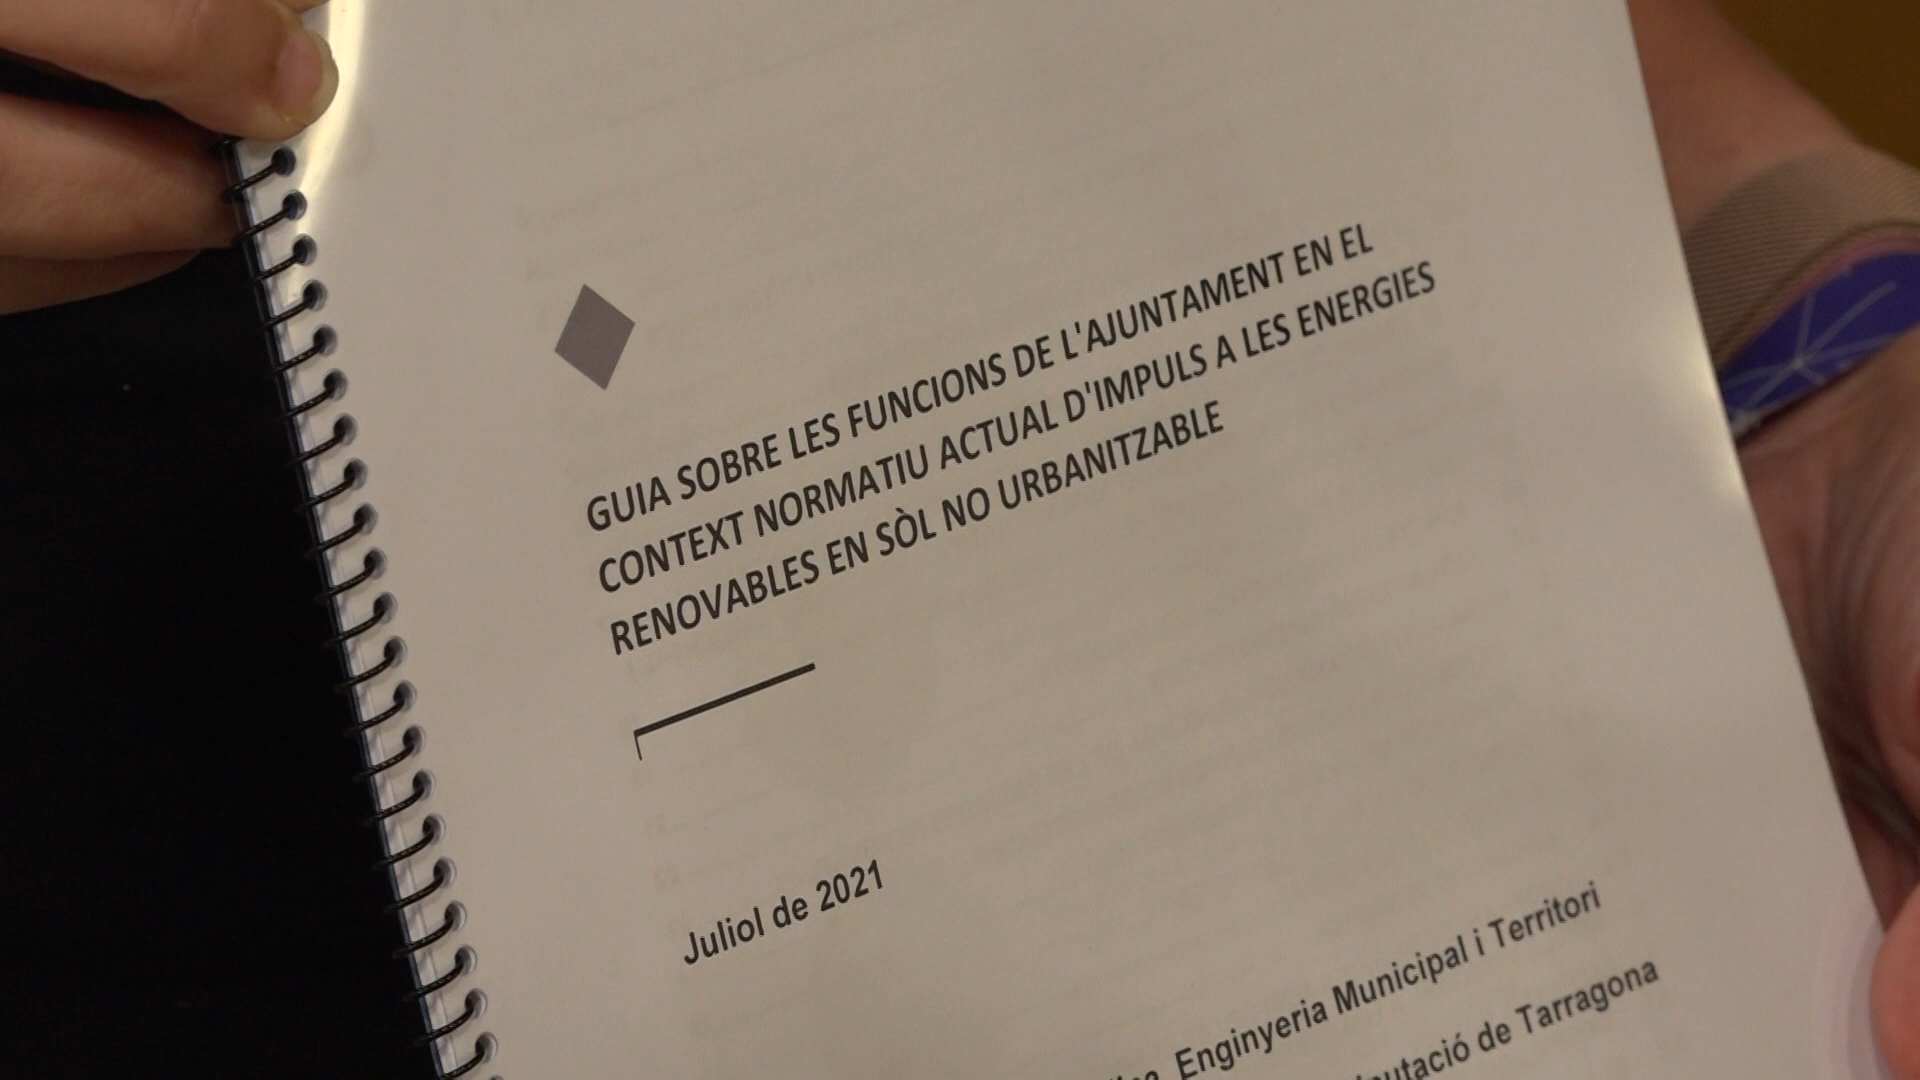 GUIA SOBRE LES FUNCIONS DE L'AJUNTAMENT EN EL
CONTEXT NORMATIU ACTUAL D'IMPULS A LES ENERGIES
RENOVABLES EN SÒL NO URBANITZABLE
Juliol de 2021
Enginyeria Municipal i Territori
de Tarragona